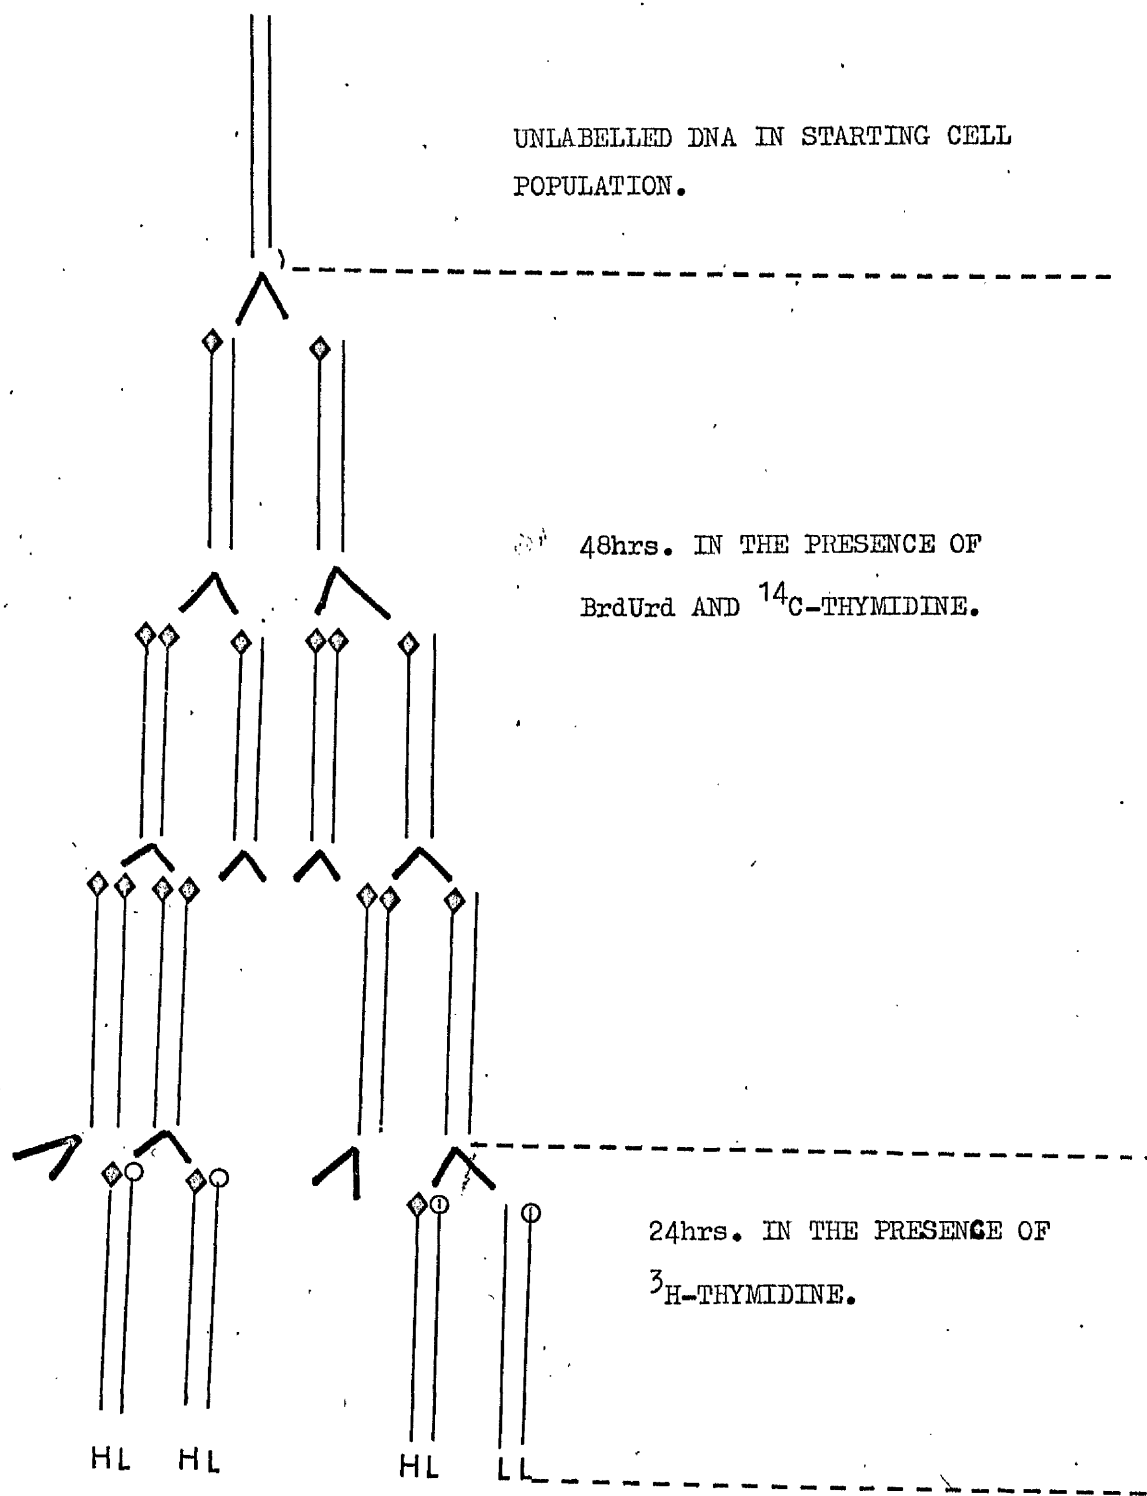 UNLABELLED DNA IN STARTING CELL
POPULATION.
48hrs. IN THE PRESENCE OF
BrdUrd AND ¹⁴C-THYMIDINE.
24hrs. IN THE PRESENCE OF
³H-THYMIDINE.
HL HL HL LL